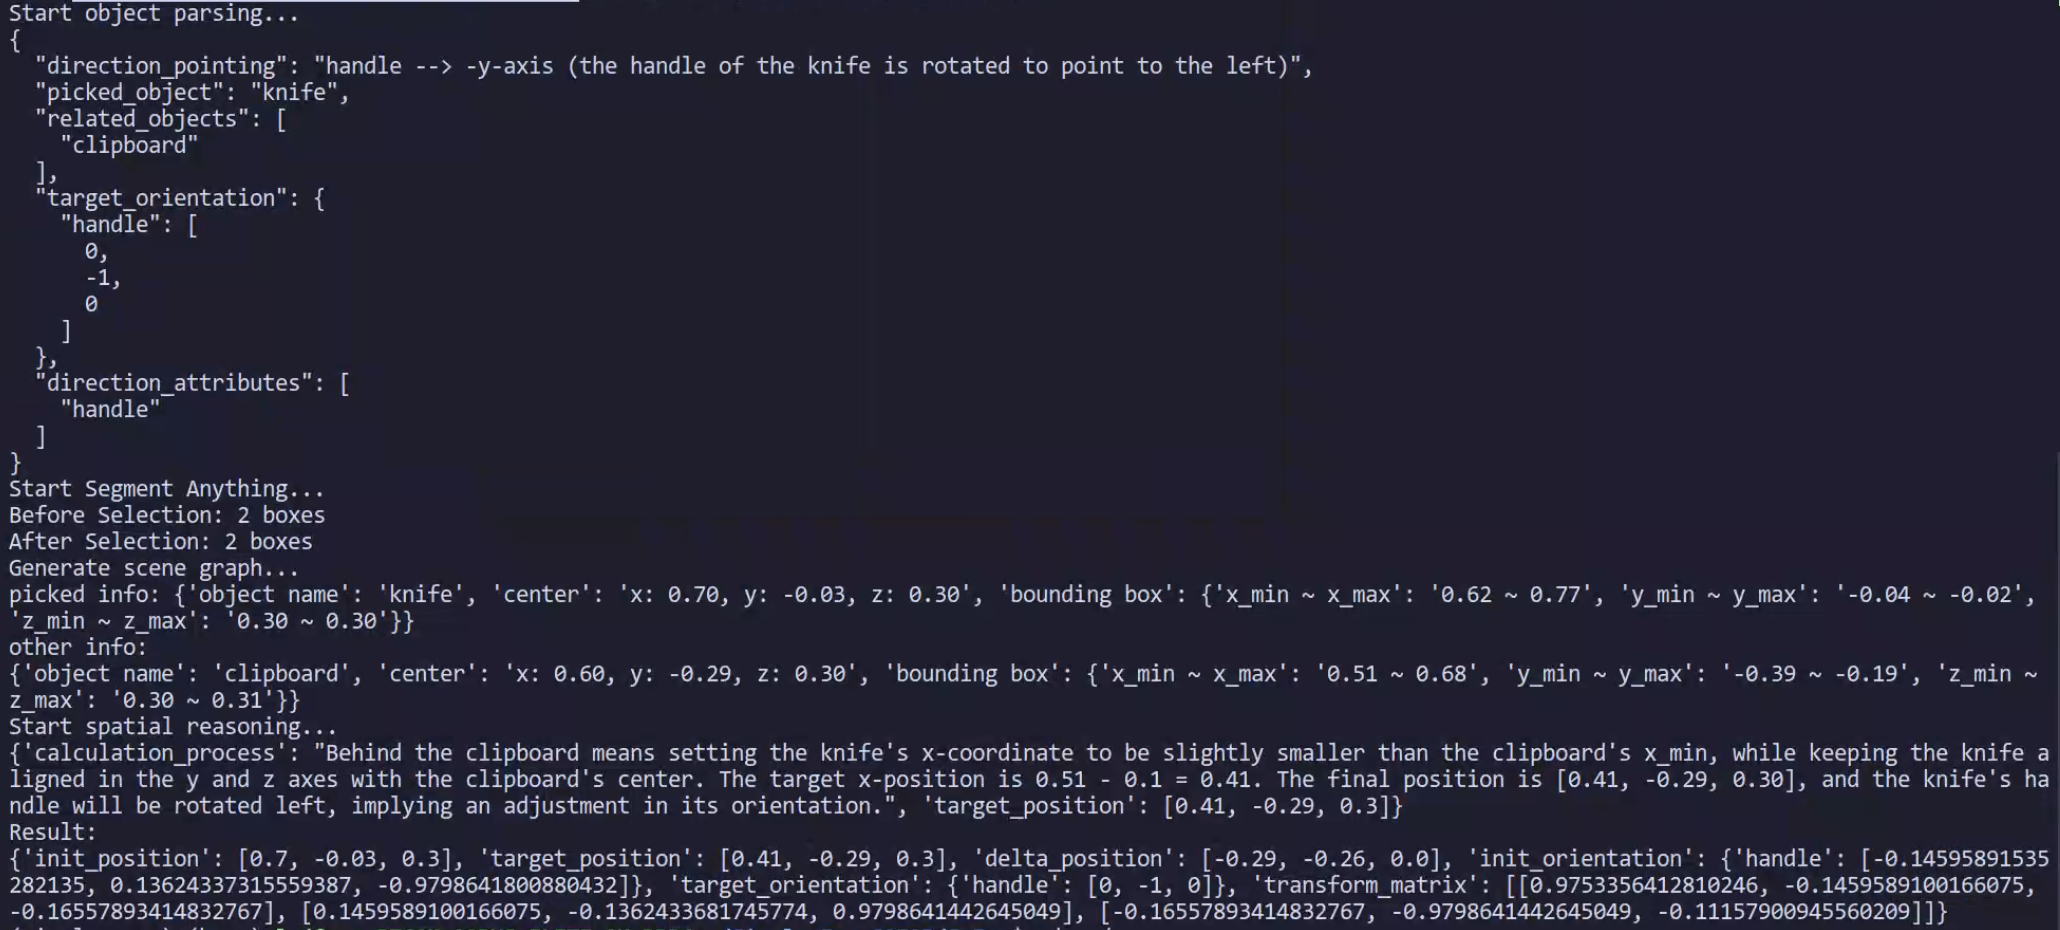 Start object parsing...
{
"direction_pointing": "handle --> -y-axis (the handle of the knife is rotated to point to the left)",
"picked_object": "knife",
"related_objects": [
"clipboard"
],
"target_orientation": {
"handle": [
0,
-1,
0
]
},
"direction_attributes": [
"handle"
]
}
Start Segment Anything...
Before Selection: 2 boxes
After Selection: 2 boxes
Generate scene graph...
picked info: {'object name': 'knife', 'center': 'x: 0.70, y: -0.03, z: 0.30', 'bounding box': {'x_min ~ x_max': '0.62 ~ 0.77', 'y_min ~ y_max': '-0.04 ~ -0.02',
'z_min ~ z_max': '0.30 ~ 0.30'}}
other info:
{'object name': 'clipboard', 'center': 'x: 0.60, y: -0.29, z: 0.30', 'bounding box': {'x_min ~ x_max': '0.51 ~ 0.68', 'y_min ~ y_max': '-0.39 ~ -0.19', 'z_min ~
z_max': '0.30 ~ 0.31'}}
Start spatial reasoning...
{'calculation_process': "Behind the clipboard means setting the knife's x-coordinate to be slightly smaller than the clipboard's x_min, while keeping the knife a
ligned in the y and z axes with the clipboard's center. The target x-position is 0.51 - 0.1 = 0.41. The final position is [0.41, -0.29, 0.30], and the knife's ha
ndle will be rotated left, implying an adjustment in its orientation.", 'target_position': [0.41, -0.29, 0.3]}
Result:
{'init_position': [0.7, -0.03, 0.3], 'target_position': [0.41, -0.29, 0.3], 'delta_position': [-0.29, -0.26, 0.0], 'init_orientation': {'handle': [-0.14595891535
282135, 0.13624337315559387, -0.9798641800880432]}, 'target_orientation': {'handle': [0, -1, 0]}, 'transform_matrix': [[0.9753356412810246, -0.1459589100166075,
-0.16557893414832767], [0.1459589100166075, -0.1362433681745774, 0.9798641442645049], [-0.16557893414832767, -0.9798641442645049, -0.11157900945560209]]}